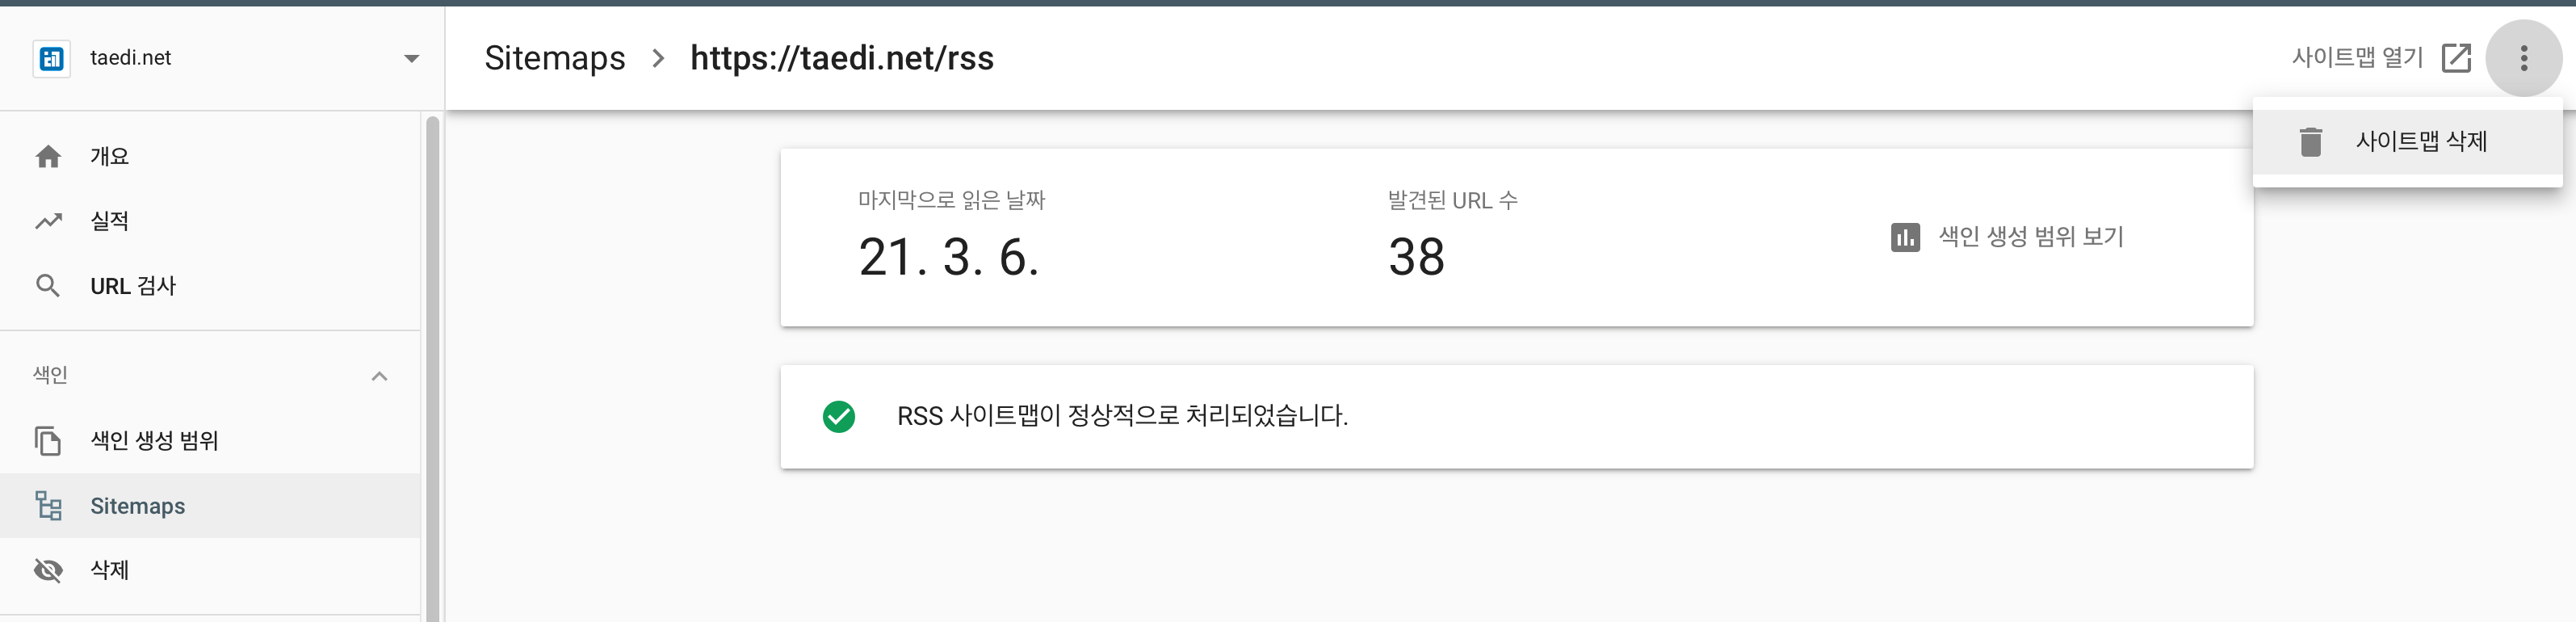 taedi.net
개요
실적
URL 검사
색인
색인 생성 범위
Sitemaps
삭제
Sitemaps > https://taedi.net/rss
사이트맵 열기
사이트맵 삭제
마지막으로 읽은 날짜
21. 3. 6.
발견된 URL 수
38
색인 생성 범위 보기
RSS 사이트맵이 정상적으로 처리되었습니다.